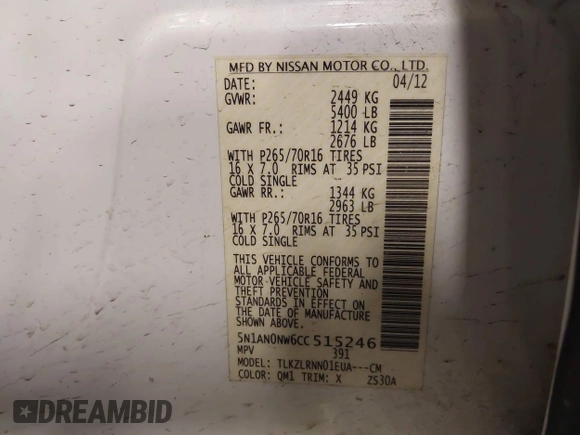 MFD BY NISSAN MOTOR CO., LTD.
DATE: 04/12
GVWR: 2449 KG
5400 LB
GAWR FR.: 1214 KG
2676 LB
WITH P265/70R16 TIRES
16 X 7.0 RIMS AT 35 PSI
COLD SINGLE
GAWR RR.: 1344 KG
2963 LB
WITH P265/70R16 TIRES
16 X 7.0 RIMS AT 35 PSI
COLD SINGLE
THIS VEHICLE CONFORMS TO
ALL APPLICABLE FEDERAL
MOTOR VEHICLE SAFETY AND
THEFT PREVENTION
STANDARDS IN EFFECT ON
THE DATE OF MANUFACTURE
SHOWN ABOVE.
5N1AN0NW6CC515246
MPV 391
MODEL: TLKZLRNN01EUA---CM
COLOR: QM1 TRIM: X ZS30A
DREAMBID